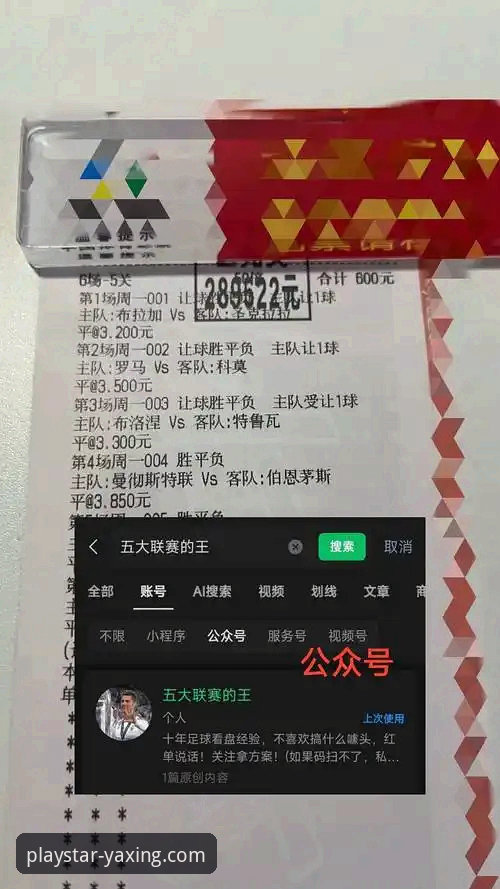 温馨提示
6场-5关
合计 600元
289622元
第1场周一001 让球
让1球
主队:布拉加 Vs 客队:圣克拉拉
平@3.200元
第2场周一002 让球胜平负 主队让1球
主队:罗马 Vs 客队:科莫
平@3.500元
第3场周一003 让球胜平负 主队受让1球
主队:布洛涅 Vs 客队:特鲁瓦
平@3.300元
第4场周一004 胜平负
主队:曼彻斯特联 Vs 客队:伯恩茅斯
平@3.850元
五大联赛的王
搜索
取消
全部 账号 AI搜索 视频 划线 文章 商
不限 小程序 公众号 服务号 视频号
公众号
五大联赛的王
个人
上次使用
十年足球看盘经验，不喜欢搞什么噱头，红
单说话！关注拿方案！(如果码扫不了，私...
1篇原创内容
playstar-yaxing.com